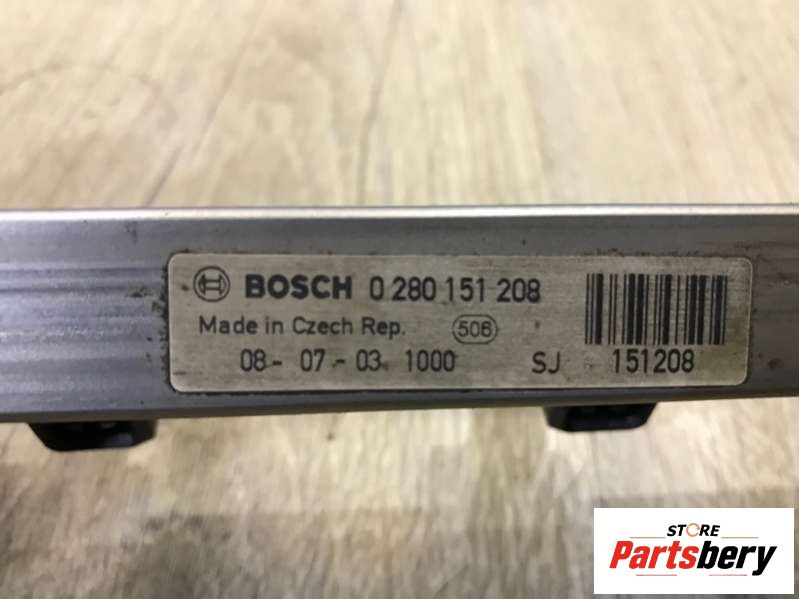 BOSCH 0 280 151 208
Made in Czech Rep. 506
08- 07-03 1000 SJ 151208
STORE
Partsbery